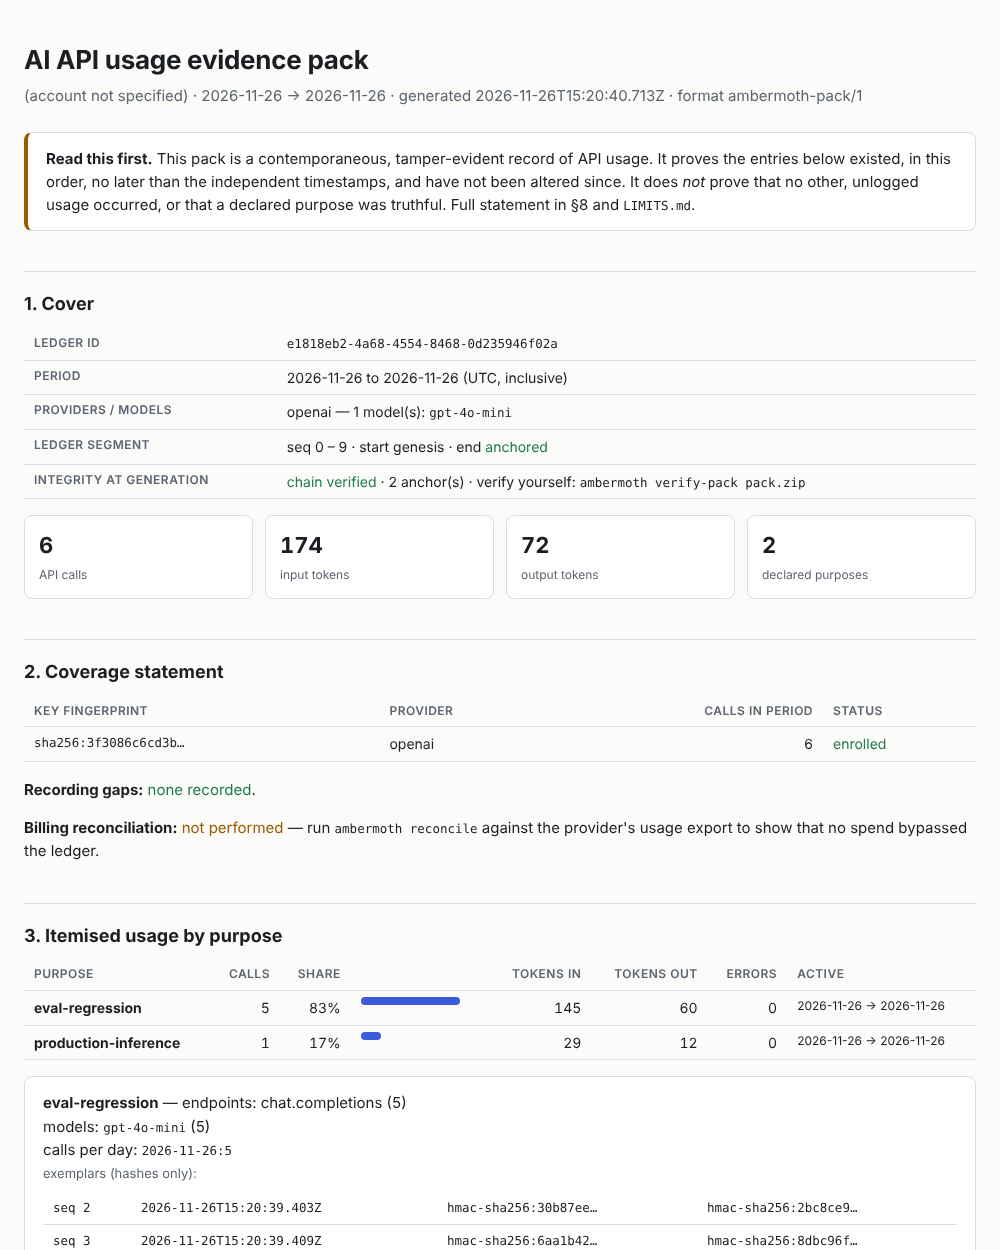 AI API usage evidence pack
(account not specified) · 2026-11-26 → 2026-11-26 · generated 2026-11-26T15:20:40.713Z · format ambermoth-pack/1
Read this first. This pack is a contemporaneous, tamper-evident record of API usage. It proves the entries below existed, in this
order, no later than the independent timestamps, and have not been altered since. It does not prove that no other, unlogged
usage occurred, or that a declared purpose was truthful. Full statement in §8 and LIMITS.md.
1. Cover
LEDGER ID e1818eb2-4a68-4554-8468-0d235946f02a
PERIOD 2026-11-26 to 2026-11-26 (UTC, inclusive)
PROVIDERS / MODELS openai — 1 model(s): gpt-4o-mini
LEDGER SEGMENT seq 0 – 9 · start genesis · end anchored
INTEGRITY AT GENERATION chain verified · 2 anchor(s) · verify yourself: ambermoth verify-pack pack.zip
6 174 72 2
API calls input tokens output tokens declared purposes
2. Coverage statement
KEY FINGERPRINT PROVIDER CALLS IN PERIOD STATUS
sha256:3f3086c6cd3b… openai 6 enrolled
Recording gaps: none recorded.
Billing reconciliation: not performed — run ambermoth reconcile against the provider's usage export to show that no spend bypassed
the ledger.
3. Itemised usage by purpose
PURPOSE CALLS SHARE TOKENS IN TOKENS OUT ERRORS ACTIVE
eval-regression 5 83% 145 60 0 2026-11-26 → 2026-11-26
production-inference 1 17% 29 12 0 2026-11-26 → 2026-11-26
eval-regression — endpoints: chat.completions (5)
models: gpt-4o-mini (5)
calls per day: 2026-11-26:5
exemplars (hashes only):
seq 2 2026-11-26T15:20:39.403Z hmac-sha256:30b87ee… hmac-sha256:2bc8ce9…
seq 3 2026-11-26T15:20:39.409Z hmac-sha256:6aa1b42… hmac-sha256:8dbc96f…